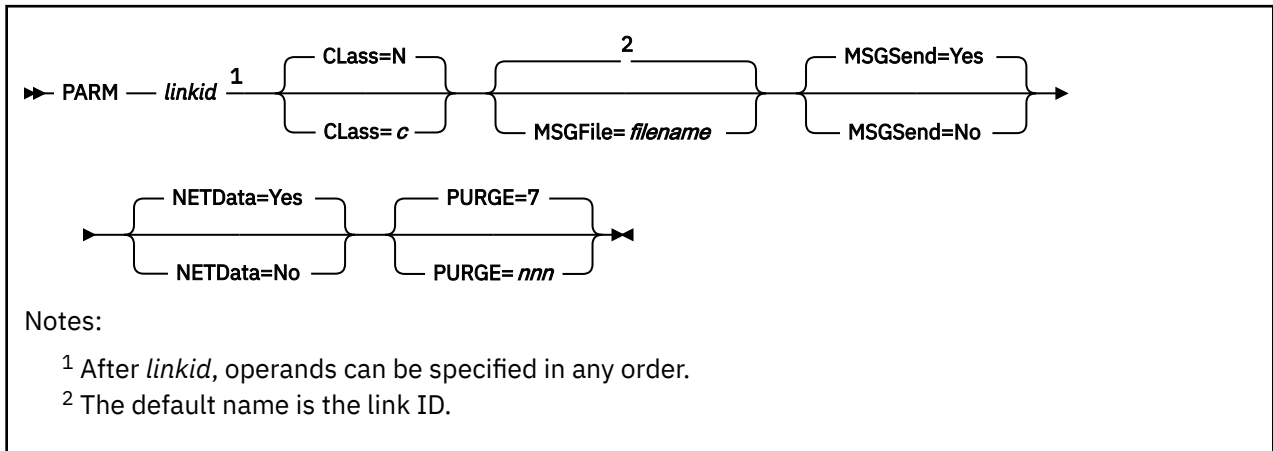 CLass=N 2 MSGSend=Yes
PARM linkid 1
CLass= c MSGFile= filename MSGSend=No
NETData=Yes PURGE=7
NETData=No PURGE= nnn
Notes:
1 After linkid, operands can be specified in any order.
2 The default name is the link ID.